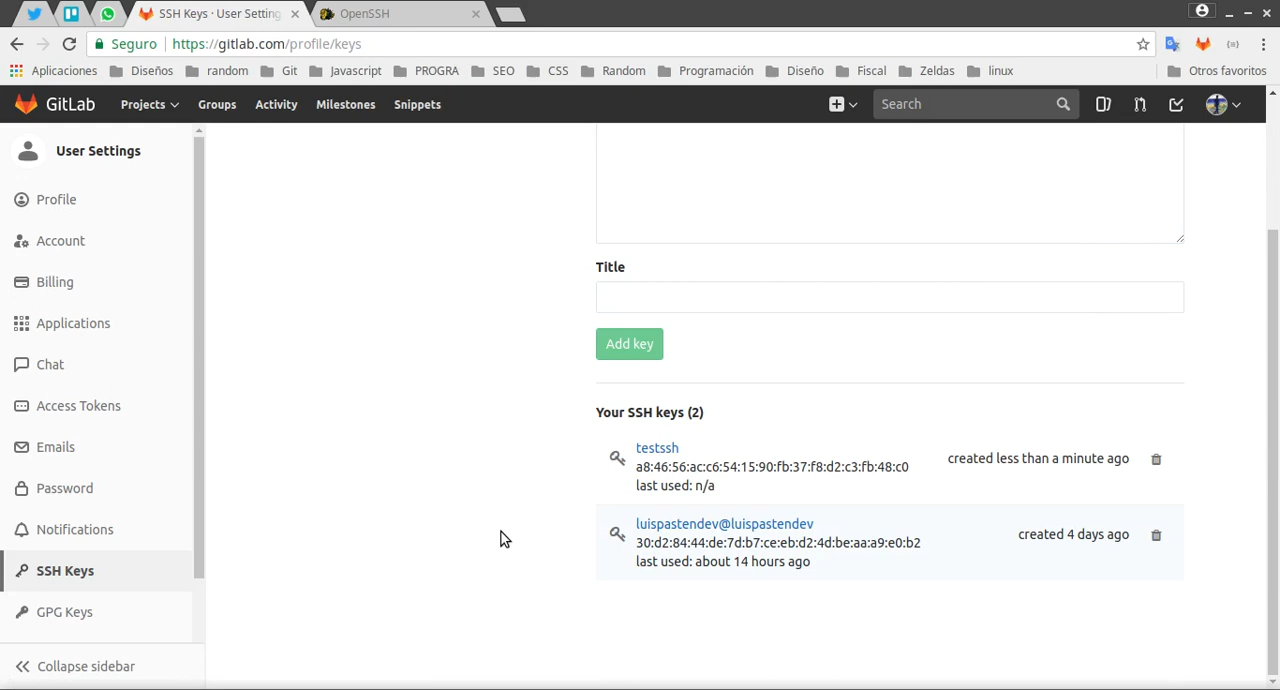 SSH Keys · User Setting
OpenSSH
Seguro
https://gitlab.com/profile/keys
Aplicaciones
Diseños
random
Git
Javascript
PROGRA
SEO
CSS
Random
Programación
Diseño
Fiscal
Zeldas
linux
Otros favoritos
GitLab
Projects
Groups
Activity
Milestones
Snippets
Search
User Settings
Profile
Account
Billing
Applications
Chat
Access Tokens
Emails
Password
Notifications
SSH Keys
GPG Keys
Collapse sidebar
Title
Add key
Your SSH keys (2)
testssh
a8:46:56:ac:c6:54:15:90:fb:37:f8:d2:c3:fb:48:c0
last used: n/a
created less than a minute ago
luispastendev@luispastendev
30:d2:84:44:de:7d:b7:ce:eb:d2:4d:be:aa:a9:e0:b2
last used: about 14 hours ago
created 4 days ago